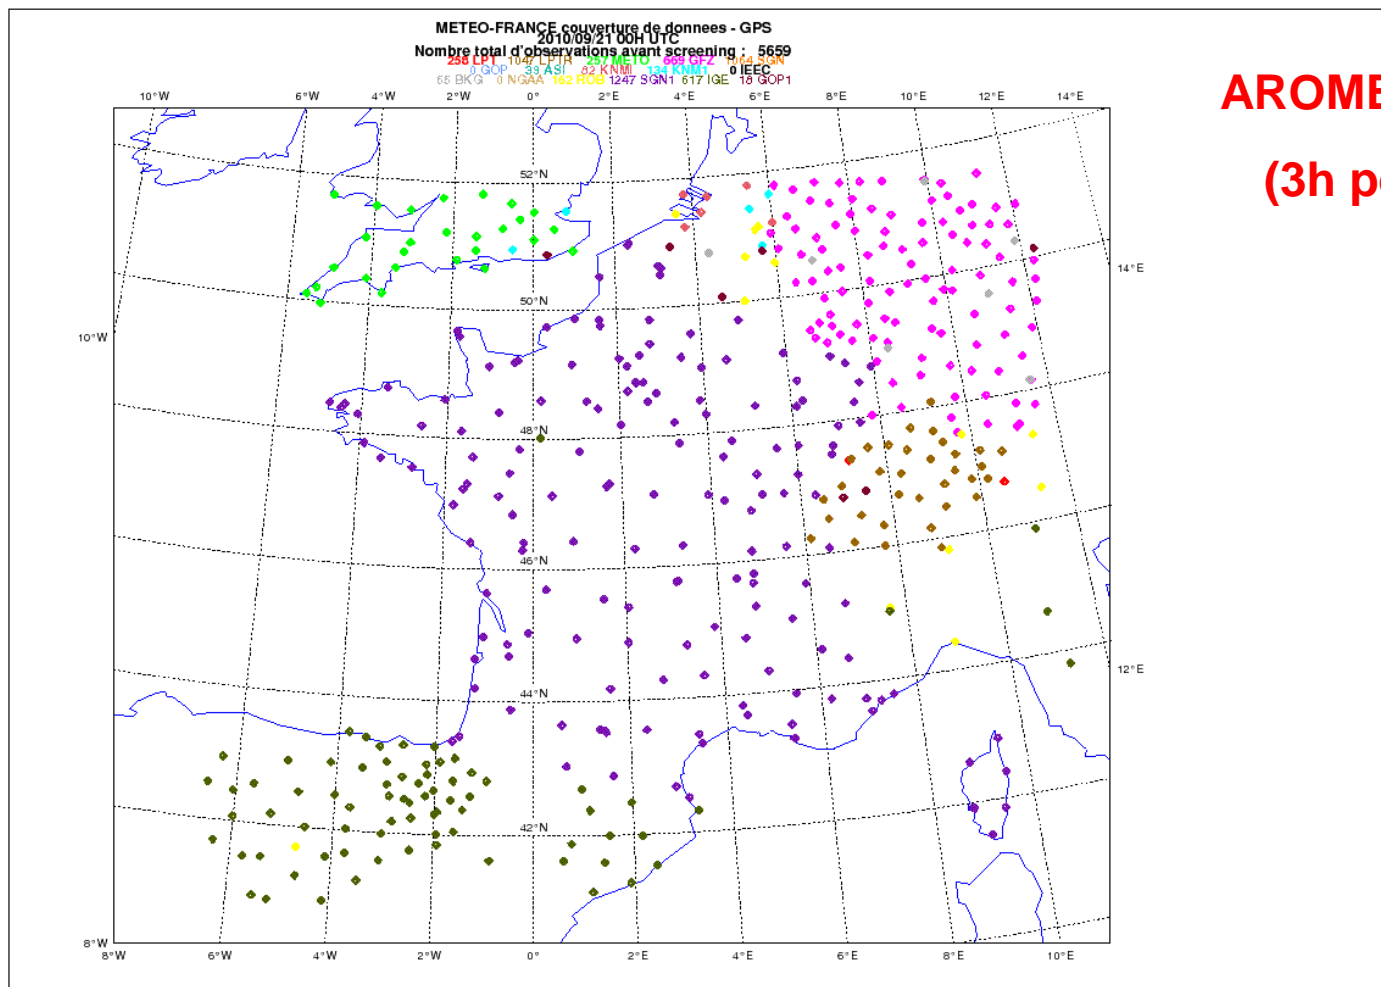 METEO-FRANCE couverture de donnees - GPS
2010/09/21 00H UTC
Nombre total d'observations avant screening : 5659
258 LPT 1047 LPTR 257 METO 669 GFZ 1064 SGN
0 GOP 39 ASI 82 KNMI 134 KNM1 0 IEEC
65 BKG 0 NGAA 162 ROB 1247 SGN1 617 IGE 18 GOP1
AROME
(3h p
10°W 8°W 6°W 4°W 2°W 0° 2°E 4°E 6°E 8°E 10°E 12°E 14°E
52°N
14°E
50°N
10°W
48°N
46°N
12°E
44°N
42°N
8°W
8°W 6°W 4°W 2°W 0° 2°E 4°E 6°E 8°E 10°E